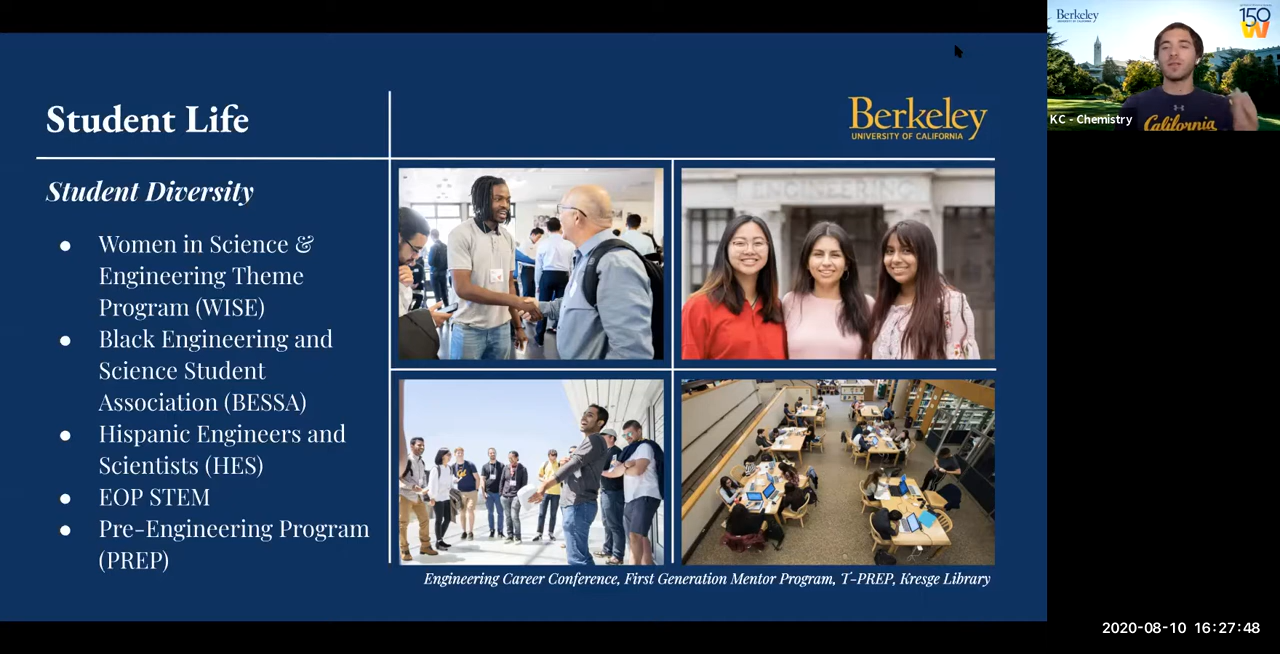 Student Life
Berkeley
UNIVERSITY OF CALIFORNIA
Student Diversity
● Women in Science &
Engineering Theme
Program (WISE)
● Black Engineering and
Science Student
Association (BESSA)
● Hispanic Engineers and
Scientists (HES)
● EOP STEM
● Pre-Engineering Program
(PREP)
ENGINEERING
Engineering Career Conference, First Generation Mentor Program, T-PREP, Kresge Library
Berkeley
150
W
California
KC - Chemistry
2020-08-10 16:27:48